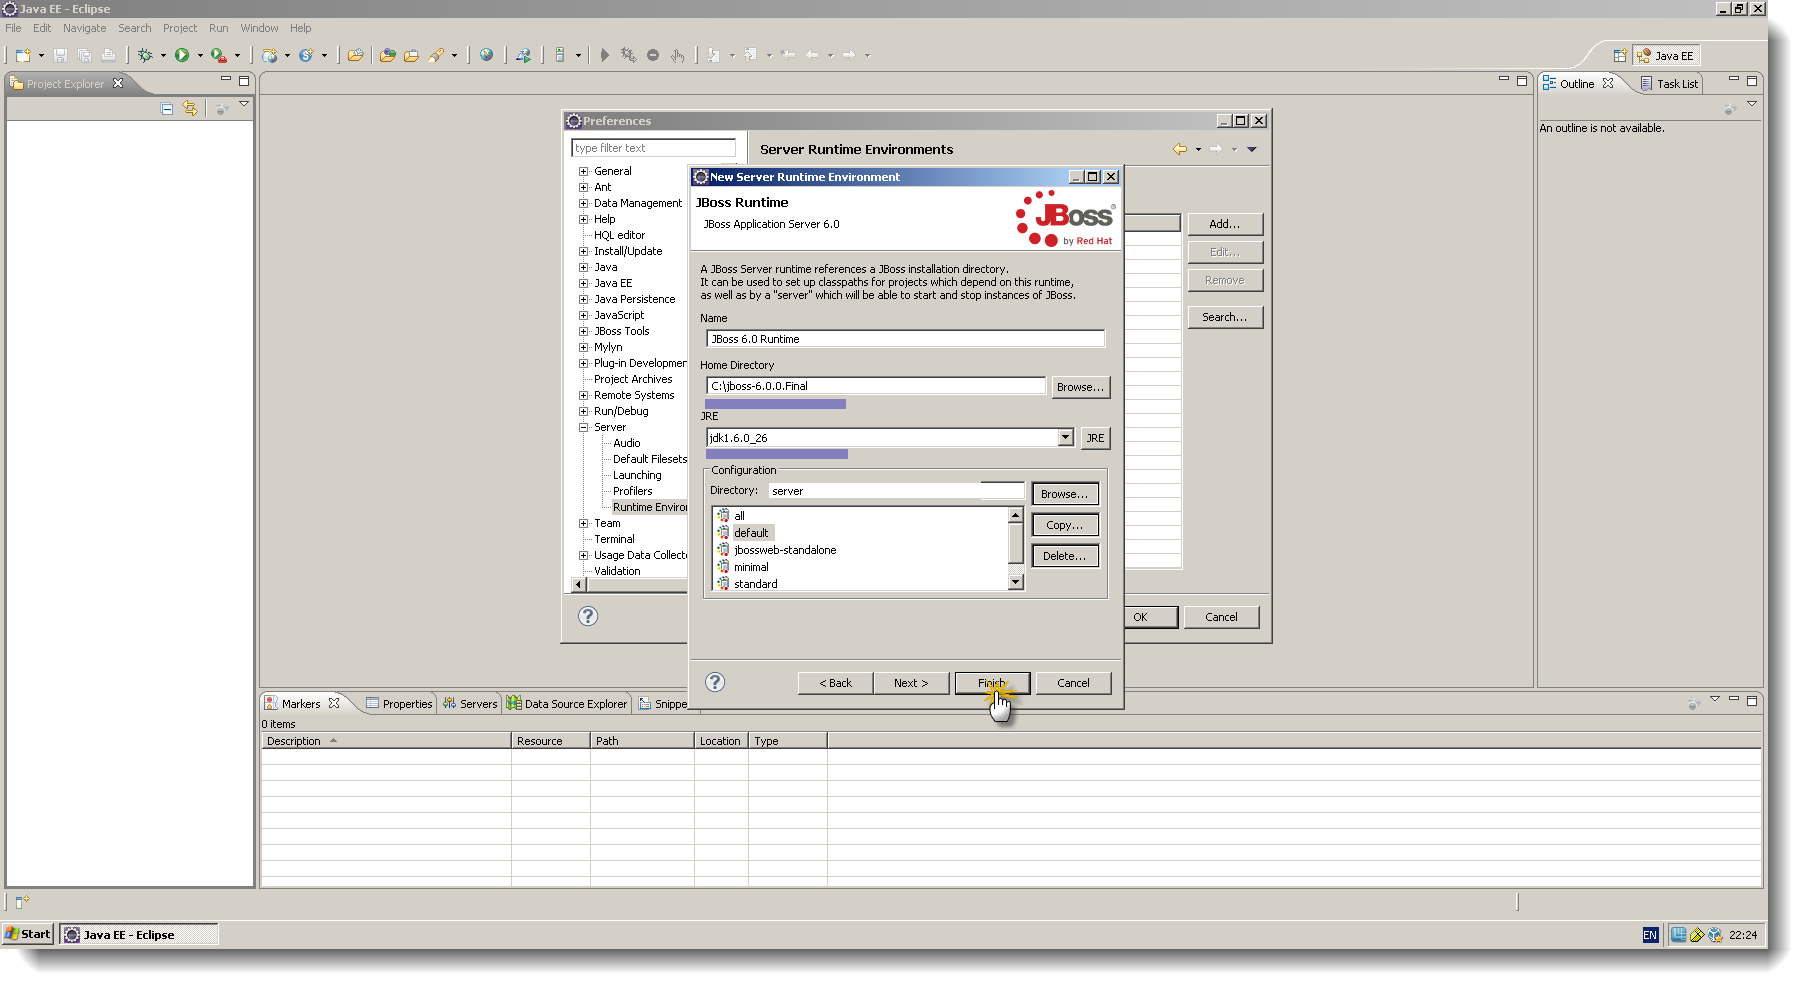 Java EE - Eclipse
File Edit Navigate Search Project Run Window Help
Java EE
Project Explorer
Outline
Task List
An outline is not available.
Preferences
type filter text
Server Runtime Environments
General
Ant
Data Management
Help
HQL editor
Install/Update
Java
Java EE
Java Persistence
JavaScript
JBoss Tools
Mylyn
Plug-in Developmer
Project Archives
Remote Systems
Run/Debug
Server
Audio
Default Filesets
Launching
Profilers
Runtime Enviro
Team
Terminal
Usage Data Collect
Validation
Add...
Edit...
Remove
Search...
OK
Cancel
New Server Runtime Environment
JBoss Runtime
JBoss Application Server 6.0
JBoss®
by Red Hat
A JBoss Server runtime references a JBoss installation directory.
It can be used to set up classpaths for projects which depend on this runtime,
as well as by a "server" which will be able to start and stop instances of JBoss.
Name
JBoss 6.0 Runtime
Home Directory
C:\jboss-6.0.0.Final
Browse...
JRE
jdk1.6.0_26
JRE
Configuration
Directory: server
Browse...
all
default
jbossweb-standalone
minimal
standard
Copy...
Delete...
< Back
Next >
Finish
Cancel
Markers
Properties
Servers
Data Source Explorer
Snippe
0 items
Description Resource Path Location Type
Start
Java EE - Eclipse
EN
22:24